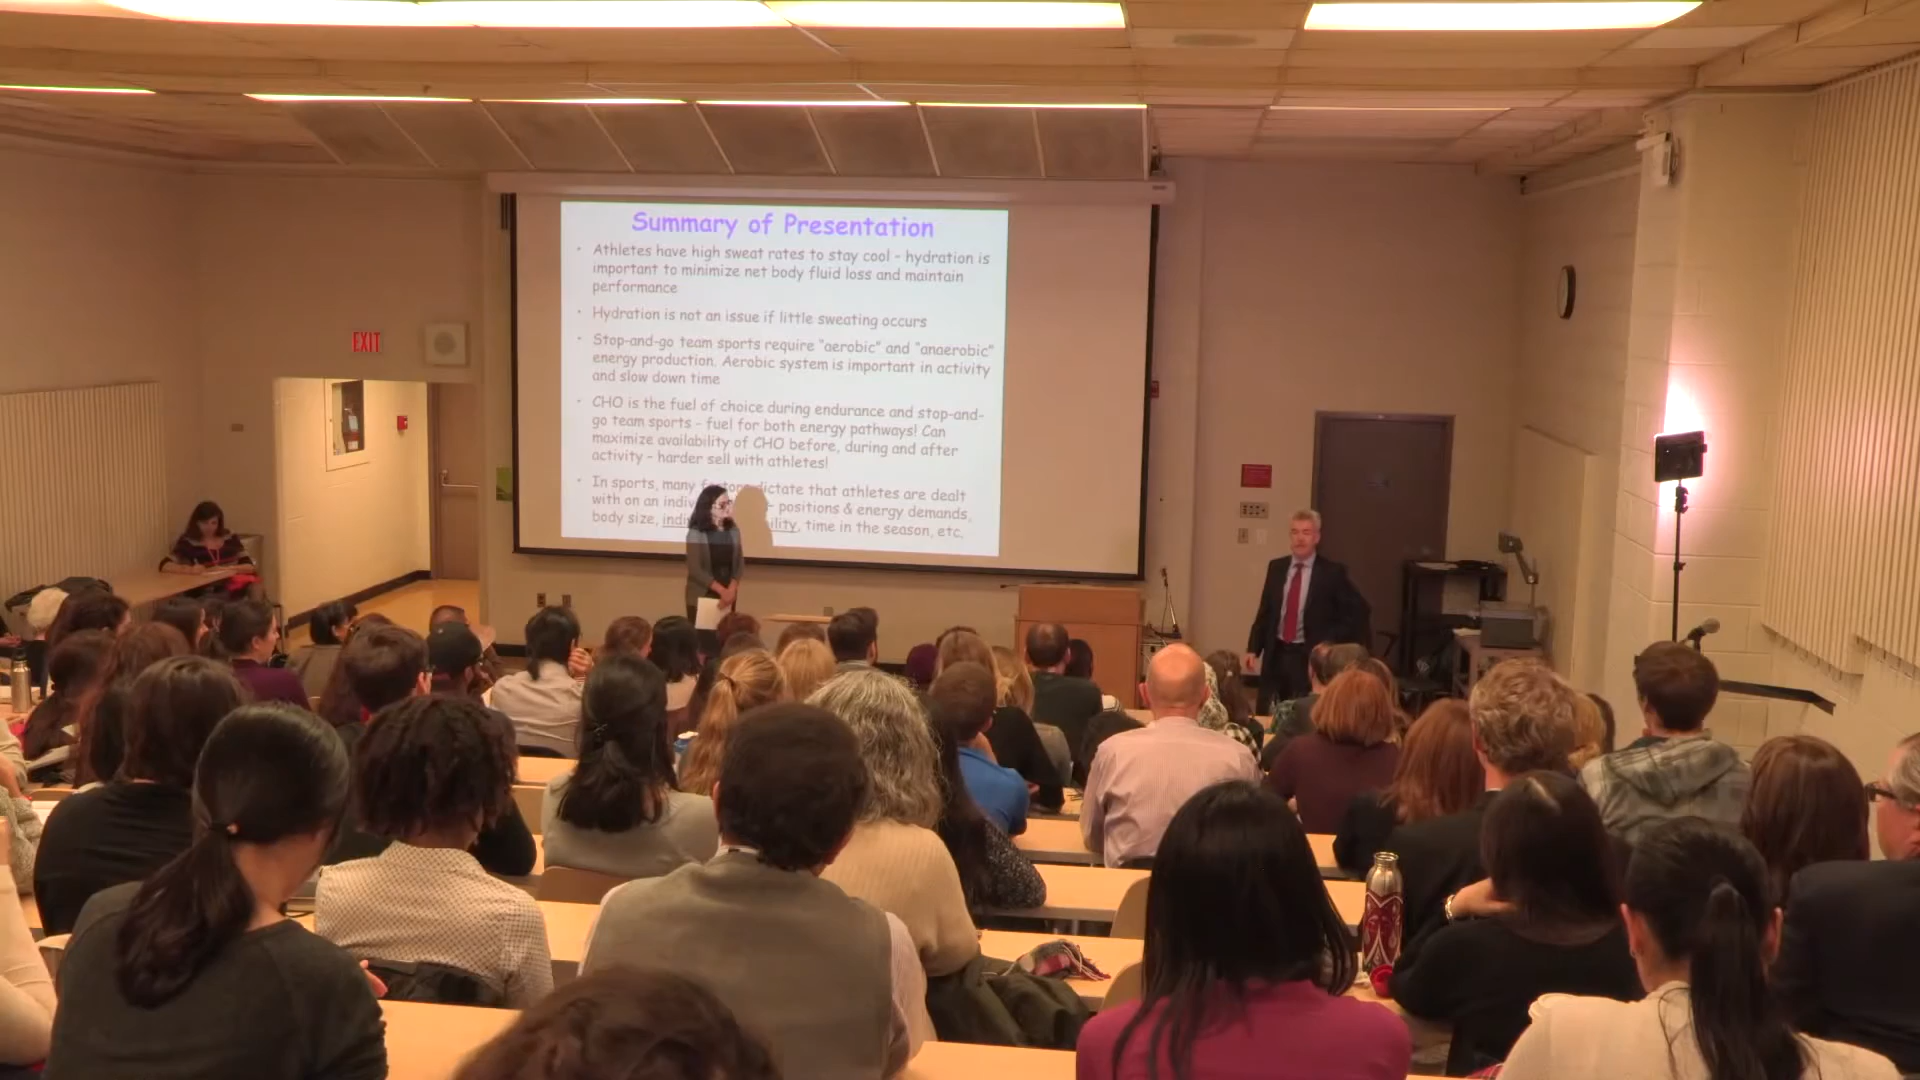 Summary of Presentation
• Athletes have high sweat rates to stay cool - hydration is
important to minimize net body fluid loss and maintain
performance
• Hydration is not an issue if little sweating occurs
• Stop-and-go team sports require "aerobic" and "anaerobic"
energy production. Aerobic system is important in activity
and slow down time
• CHO is the fuel of choice during endurance and stop-and-
go team sports - fuel for both energy pathways! Can
maximize availability of CHO before, during and after
activity - harder sell with athletes!
• In sports, many factors dictate that athletes are dealt
with on an - positions & energy demands,
body size, time in the season, etc.
EXIT